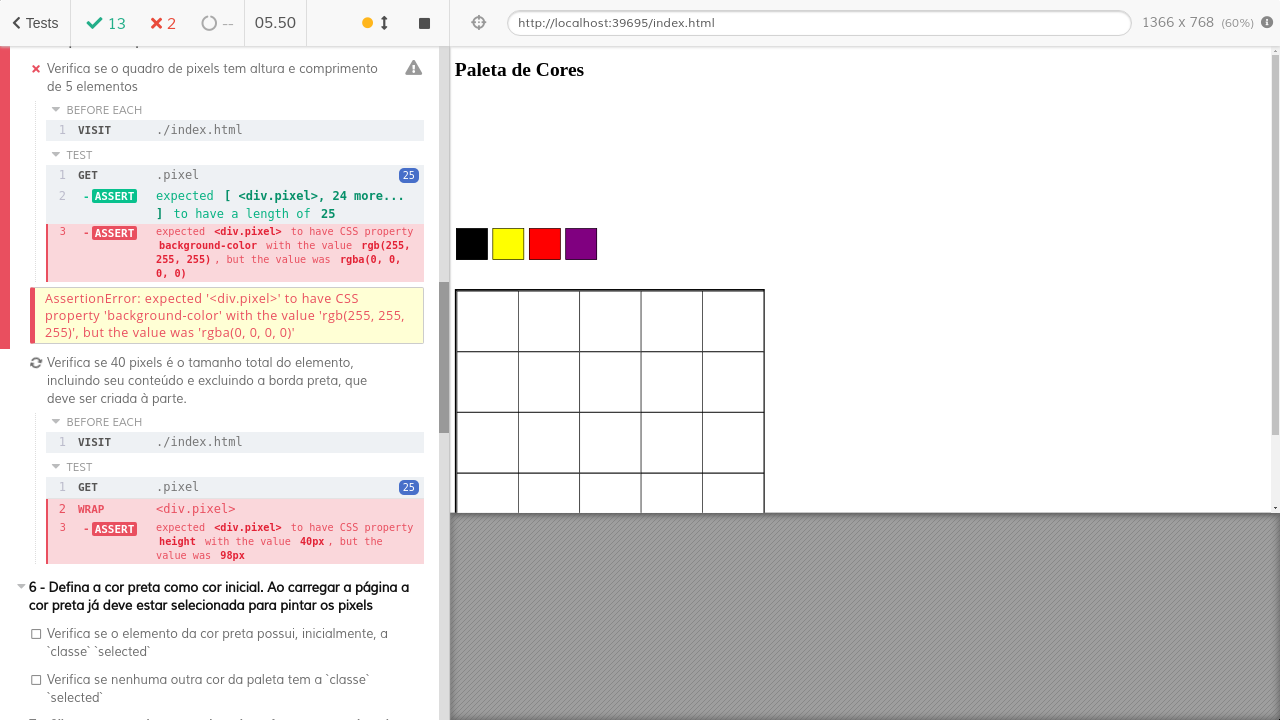 Tests
13
2
--
05.50
http://localhost:39695/index.html
1366 x 768 (60%)
Verifica se o quadro de pixels tem altura e comprimento
de 5 elementos
BEFORE EACH
1 VISIT ./index.html
TEST
1 GET .pixel 25
2 - ASSERT expected [ <div.pixel>, 24 more...
] to have a length of 25
3 - ASSERT expected <div.pixel> to have CSS property
background-color with the value rgb(255,
255, 255) , but the value was rgba(0, 0,
0, 0)
AssertionError: expected '<div.pixel>' to have CSS
property 'background-color' with the value 'rgb(255, 255,
255)', but the value was 'rgba(0, 0, 0, 0)'
Verifica se 40 pixels é o tamanho total do elemento,
incluindo seu conteúdo e excluindo a borda preta, que
deve ser criada à parte.
BEFORE EACH
1 VISIT ./index.html
TEST
1 GET .pixel 25
2 WRAP <div.pixel>
3 - ASSERT expected <div.pixel> to have CSS property
height with the value 40px , but the
value was 98px
6 - Defina a cor preta como cor inicial. Ao carregar a página a
cor preta já deve estar selecionada para pintar os pixels
Verifica se o elemento da cor preta possui, inicialmente, a
`classe` `selected`
Verifica se nenhuma outra cor da paleta tem a `classe`
`selected`
Paleta de Cores